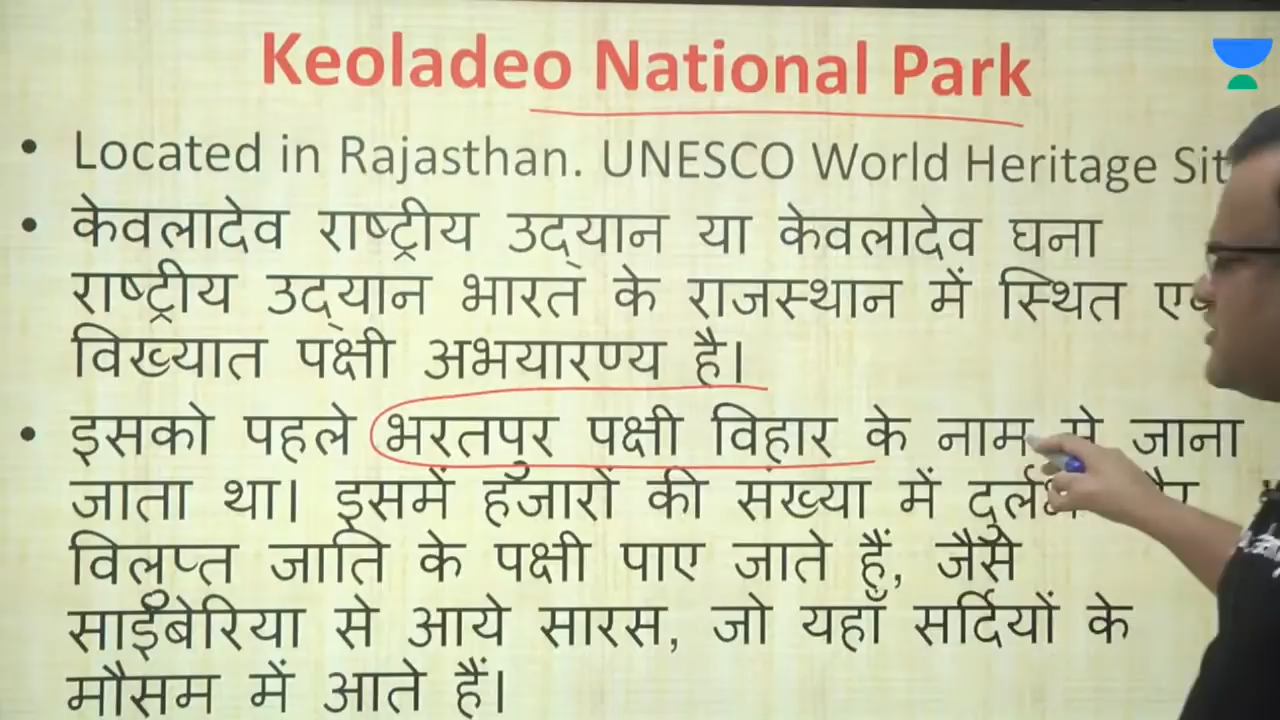 Keoladeo National Park
• Located in Rajasthan. UNESCO World Heritage
• केवलादेव राष्ट्रीय उद्यान या केवलादेव घना
राष्ट्रीय उद्यान भारत के राजस्थान में स्थित
विख्यात पक्षी अभयारण्य है।
• इसको पहले भरतपुर पक्षी विहार के नाम से जाना
जाता था। इसमें हजारों की संख्या में
विलुप्त जाति के पक्षी पाए जाते हैं, जैसे
साईबेरिया से आये सारस, जो यहाँ सर्दियों के
मौसम में आते हैं।